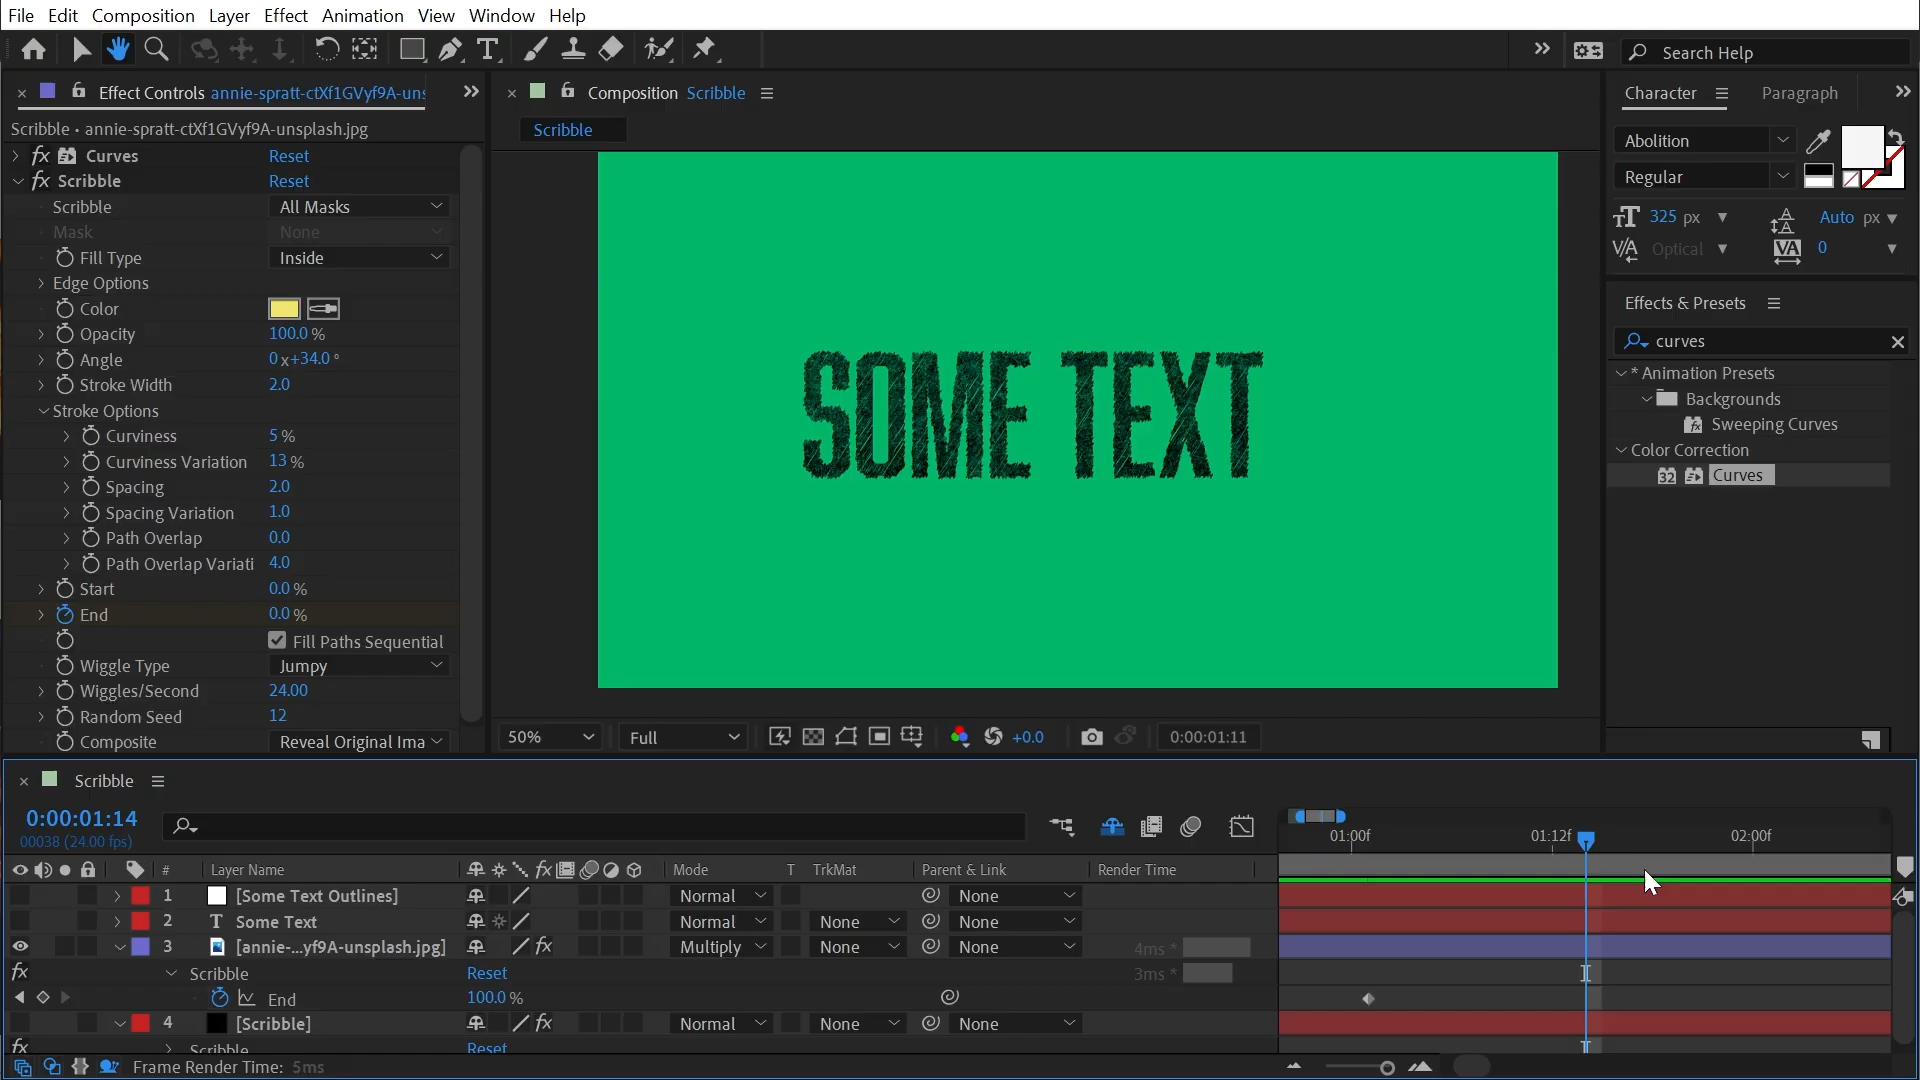 File Edit Composition Layer Effect Animation View Window Help
Search Help
Effect Controls annie-spratt-ctXf1GVyf9A-uns
Composition Scribble
Character Paragraph
Scribble • annie-spratt-ctXf1GVyf9A-unsplash.jpg
Scribble
fx Curves Reset
fx Scribble Reset
Scribble All Masks
Mask None
Fill Type Inside
Edge Options
Color
Opacity 100.0 %
Angle 0 x+34.0 °
Stroke Width 2.0
Stroke Options
Curviness 5 %
Curviness Variation 13 %
Spacing 2.0
Spacing Variation 1.0
Path Overlap 0.0
Path Overlap Variati 4.0
Start 0.0 %
End 0.0 %
Fill Paths Sequential
Wiggle Type Jumpy
Wiggles/Second 24.00
Random Seed 12
Composite Reveal Original Ima
SOME TEXT
50% Full +0.0 0:00:01:11
Abolition
Regular
325 px Auto px
Optical 0
Effects & Presets
curves
* Animation Presets
Backgrounds
Sweeping Curves
Color Correction
32 Curves
Scribble
0:00:01:14
00038 (24.00 fps)
01:00f 01:12f 02:00f
# Layer Name fx Mode T TrkMat Parent & Link Render Time
1 [Some Text Outlines] Normal None
2 T Some Text Normal None None
3 [annie-...yf9A-unsplash.jpg] fx Multiply None None 4ms *
fx Scribble Reset 3ms *
End 100.0 %
4 [Scribble] fx Normal None None
fx Scribble Reset
Frame Render Time: 5ms